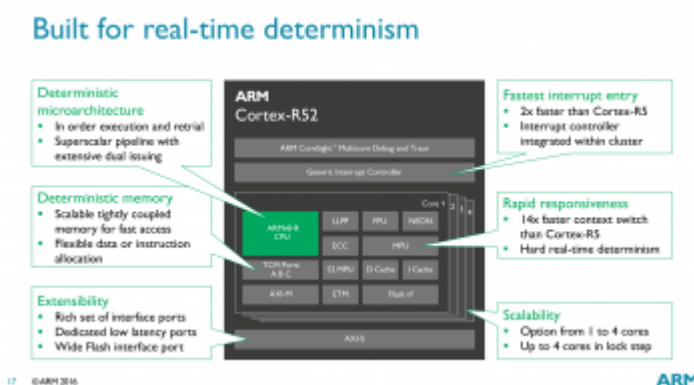 Built for real-time determinism
Deterministic
microarchitecture
• In order execution and retrial
• Superscalar pipeline with
extensive dual issuing
Deterministic memory
• Scalable tightly coupled
memory for fast access
• Flexible data or instruction
allocation
Extensibility
• Rich set of interface ports
• Dedicated low latency ports
• Wide Flash interface port
ARM
Cortex-R52
ARM CoreSight™ Multicore Debug and Trace
Generic Interrupt Controller
Core 1 2 3 4
ARMv8-R
CPU
LLPP FPU NEON
ECC MPU
TCM Ports
A B C
E2 MPU D Cache I Cache
AXI-M ETM Flash I/F
AXI-S
Fastest interrupt entry
• 2x faster than Cortex-R5
• Interrupt controller
integrated within cluster
Rapid responsiveness
• 14x faster context switch
than Cortex-R5
• Hard real-time determinism
Scalability
• Option from 1 to 4 cores
• Up to 4 cores in lock step
17 ©ARM 2016
ARM